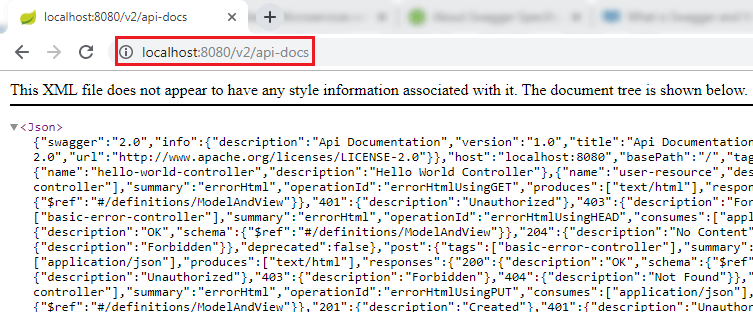 localhost:8080/v2/api-docs
localhost:8080/v2/api-docs
This XML file does not appear to have any style information associated with it. The document tree is shown below.
▼<Json>
{"swagger":"2.0","info":{"description":"Api Documentation","version":"1.0","title":"Api Documentation
2.0","url":"http://www.apache.org/licenses/LICENSE-2.0"}},"host":"localhost:8080","basePath":"/","tag
{"name":"hello-world-controller","description":"Hello World Controller"},{"name":"user-resource","des
controller"],"summary":"errorHtml","operationId":"errorHtmlUsingGET","produces":["text/html"],"respon
{"$ref":"#/definitions/ModelAndView"}},"401":{"description":"Unauthorized"},"403":{"description":"For
["basic-error-controller"],"summary":"errorHtml","operationId":"errorHtmlUsingHEAD","consumes":["appl
{"description":"OK","schema":{"$ref":"#/definitions/ModelAndView"}},"204":{"description":"No Content"
{"description":"Forbidden"}},"deprecated":false},"post":{"tags":["basic-error-controller"],"summary":
["application/json"],"produces":["text/html"],"responses":{"200":{"description":"OK","schema":{"$ref"
{"description":"Unauthorized"},"403":{"description":"Forbidden"},"404":{"description":"Not Found"}},"
controller"],"summary":"errorHtml","operationId":"errorHtmlUsingPUT","consumes":["application/json"],
{"$ref":"#/definitions/ModelAndView"}},"201":{"description":"Created"},"401":{"description":"Unauthor